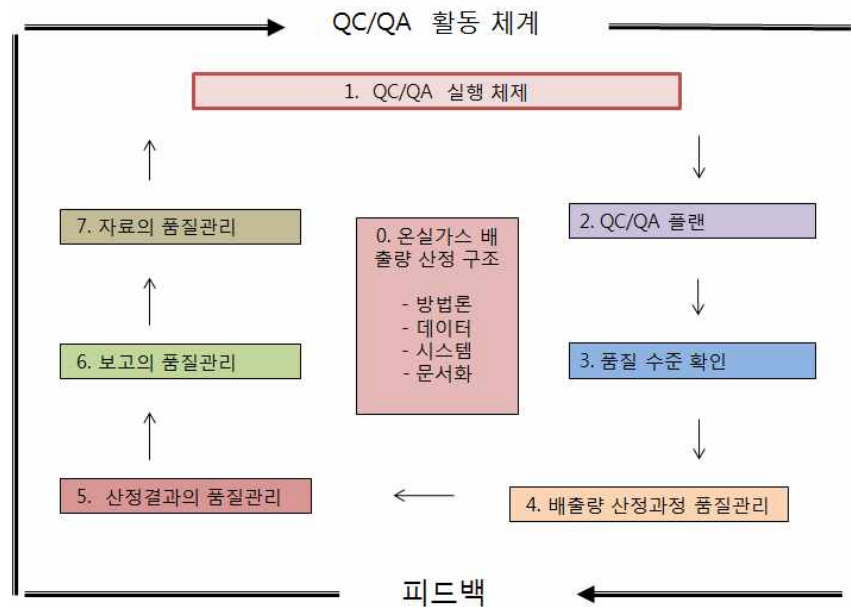 QC/QA 활동 체계
1. QC/QA 실행 체제
7. 자료의 품질관리
0. 온실가스 배
출량 산정 구조
- 방법론
- 데이터
- 시스템
- 문서화
2. QC/QA 플랜
6. 보고의 품질관리
3. 품질 수준 확인
5. 산정결과의 품질관리
4. 배출량 산정과정 품질관리
피드백